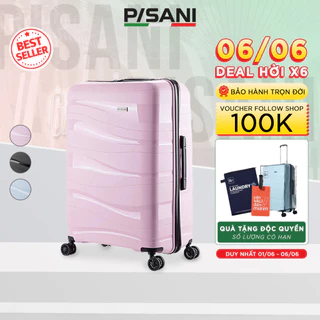 PISANI
BEST
SELLER
06/06
DEAL HỜI X6
BẢO HÀNH TRỌN ĐỜI
VOUCHER FOLLOW SHOP
100K
LAUNDRY
QUÀ TẶNG ĐỘC QUYỀN
SỐ LƯỢNG CÓ HẠN
DUY NHẤT 01/06 - 06/06